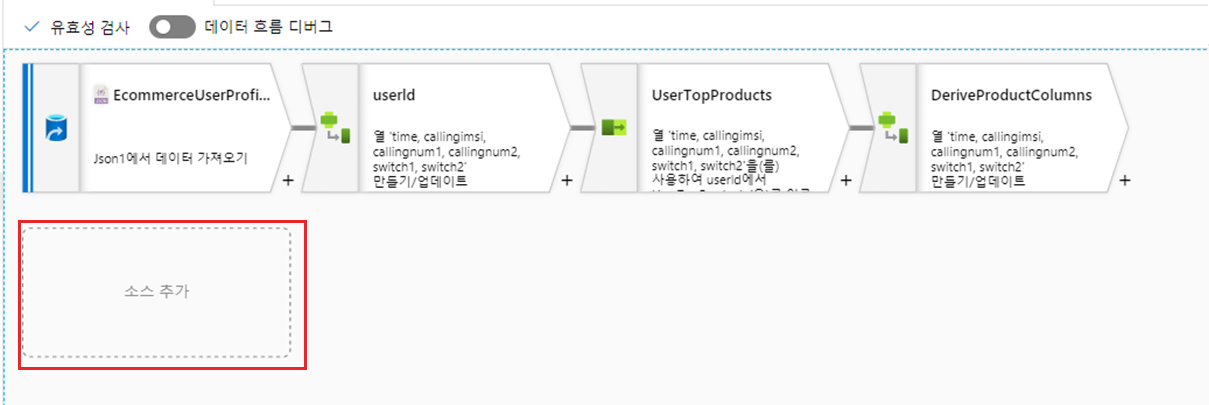 유효성 검사
데이터 흐름 디버그
EcommerceUserProfi...
Json1에서 데이터 가져오기
+
userId
열 'time, callingimsi,
callingnum1, callingnum2,
switch1, switch2'
만들기/업데이트
+
UserTopProducts
열 'time, callingimsi,
callingnum1, callingnum2,
switch1, switch2'을(를)
사용하여 userId에서
+
DeriveProductColumns
열 'time, callingimsi,
callingnum1, callingnum2,
switch1, switch2'
만들기/업데이트
+
소스 추가